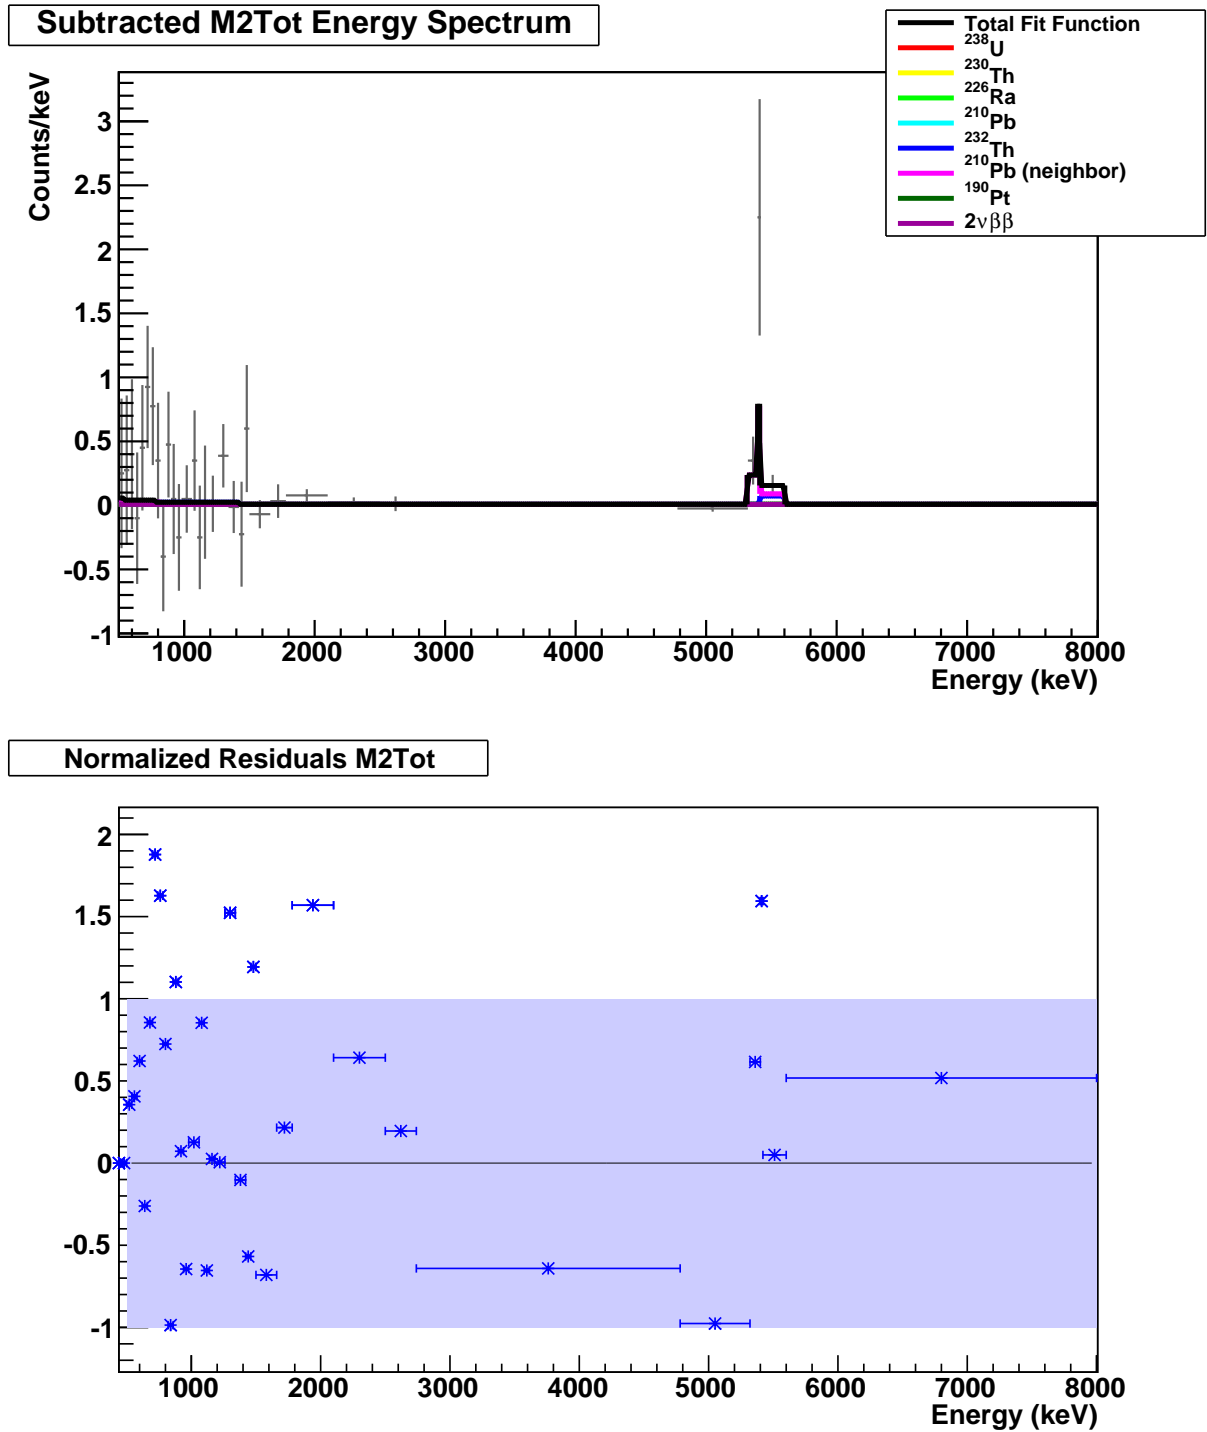 Subtracted M2Tot Energy Spectrum
Total Fit Function
238U
230Th
226Ra
210Pb
232Th
210Pb (neighbor)
190Pt
2νββ
Counts/keV
3
2.5
2
1.5
1
0.5
0
-0.5
-1
1000 2000 3000 4000 5000 6000 7000 8000
Energy (keV)
Normalized Residuals M2Tot
2
1.5
1
0.5
0
-0.5
-1
1000 2000 3000 4000 5000 6000 7000 8000
Energy (keV)